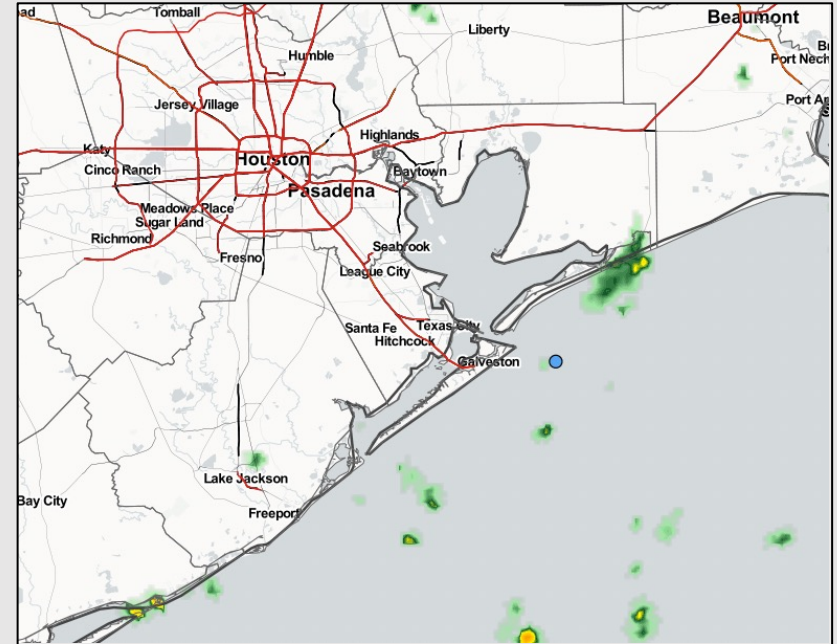 ad
Tomball
Beaumont
Liberty
Humble
Port Nech
Jersey Village
Port Ar
Highlands
Katy
Houston
Cinco Ranch
Baytown
Pasadena
Meadows Place
Sugar Land
Richmond
Seabrook
Fresno
League City
Santa Fe
Texas City
Hitchcock
Galveston
Lake Jackson
Bay City
Freeport